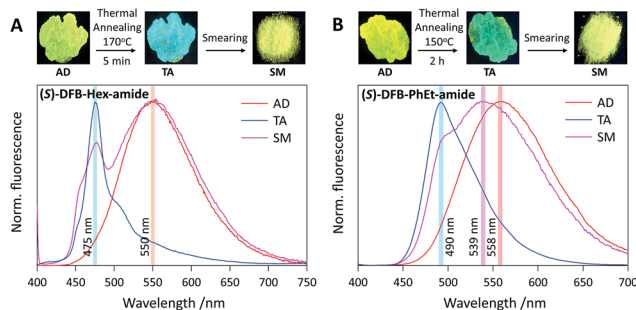 A
Thermal
Annealing
170°C
5 min
Smearing
AD
TA
SM
(S)-DFB-Hex-amide
AD
TA
SM
475 nm
550 nm
Norm. fluorescence
400 450 500 550 600 650 700 750
Wavelength /nm
B
Thermal
Annealing
150°C
2 h
Smearing
AD
TA
SM
(S)-DFB-PhEt-amide
AD
TA
SM
490 nm
539 nm
558 nm
Norm. fluorescence
400 450 500 550 600 650 700
Wavelength /nm